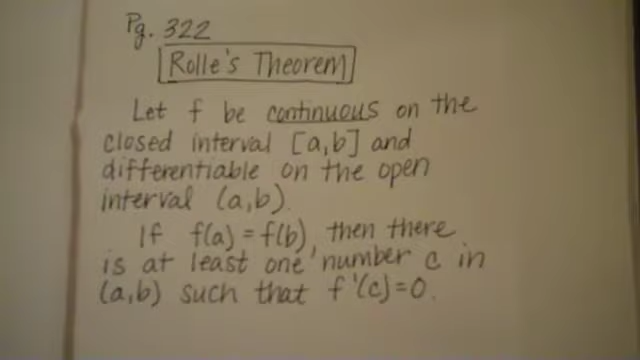 Pg. 322
Rolle's Theorem
Let f be continuous on the
closed interval [a,b] and
differentiable on the open
interval (a,b).
If f(a) = f(b), then there
is at least one number c in
(a,b) such that f'(c)=0.